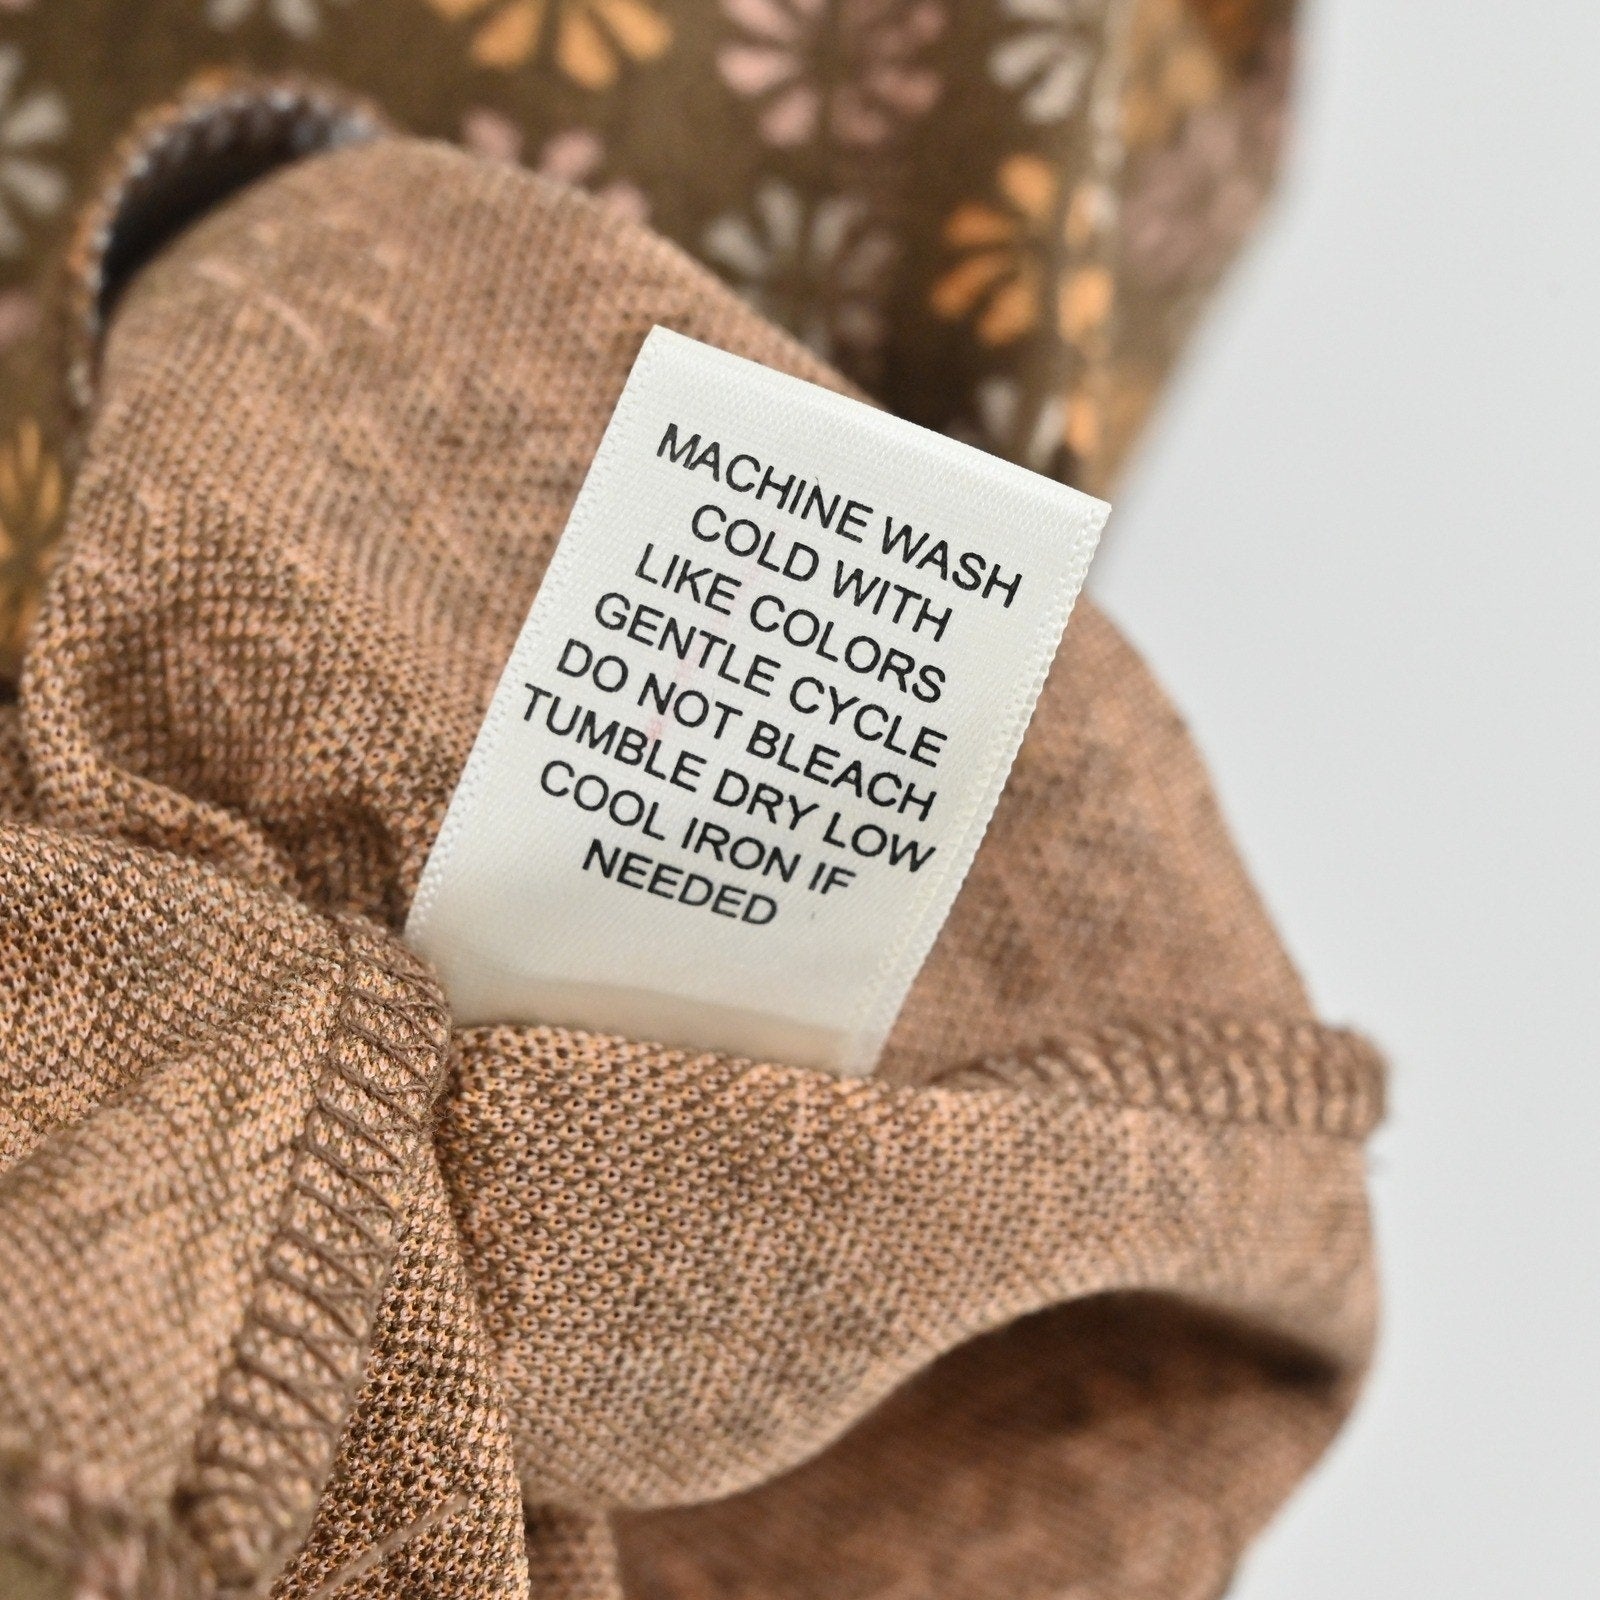 MACHINE WASH
COLD WITH
LIKE COLORS
GENTLE CYCLE
DO NOT BLEACH
TUMBLE DRY LOW
COOL IRON IF
NEEDED